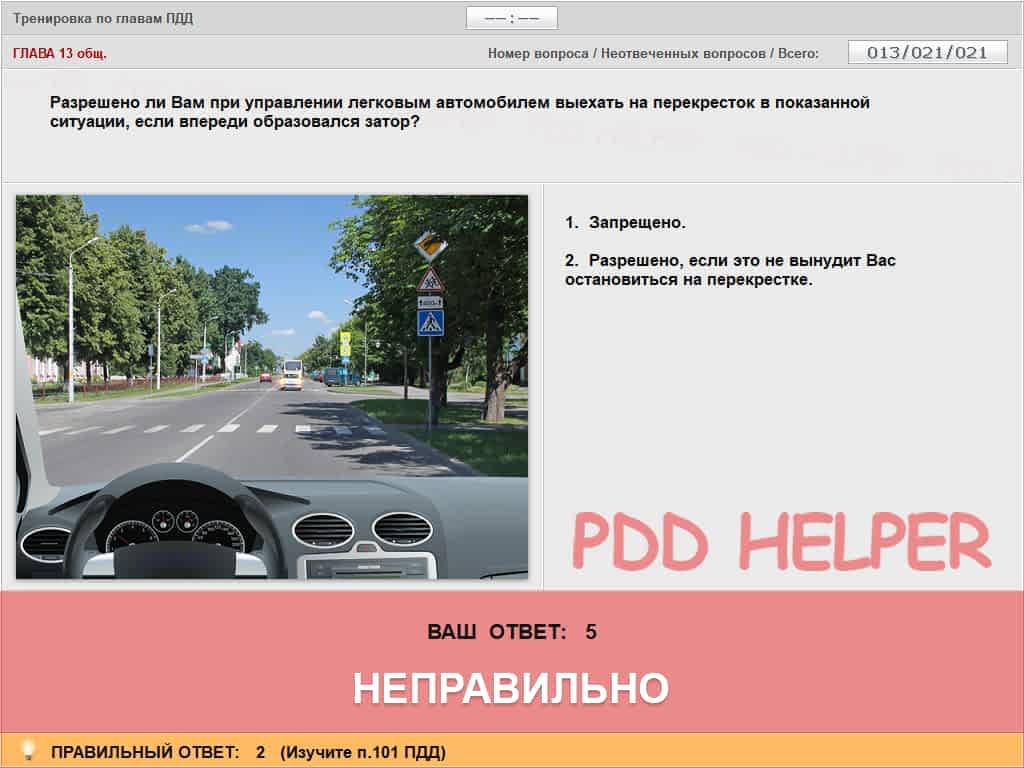 Тренировка по главам ПДД
–– : ––
ГЛАВА 13 общ.
Номер вопроса / Неотвеченных вопросов / Всего:
013/021/021
Разрешено ли Вам при управлении легковым автомобилем выехать на перекресток в показанной
ситуации, если впереди образовался затор?
1. Запрещено.
2. Разрешено, если это не вынудит Вас
остановиться на перекрестке.
PDD HELPER
ВАШ ОТВЕТ: 5
НЕПРАВИЛЬНО
ПРАВИЛЬНЫЙ ОТВЕТ: 2 (Изучите п.101 ПДД)